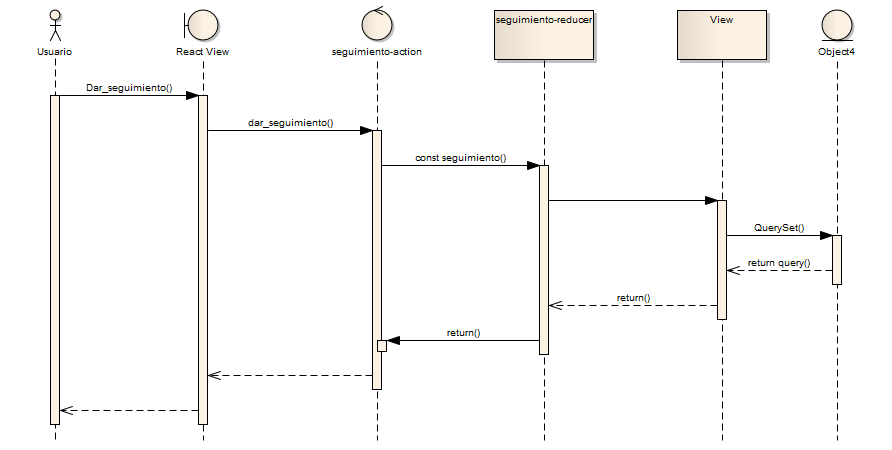 seguimiento-reducer
View
Usuario
React View
seguimiento-action
Object4
Dar_seguimiento()
dar_seguimiento()
const seguimiento()
QuerySet()
return query()
return()
return()